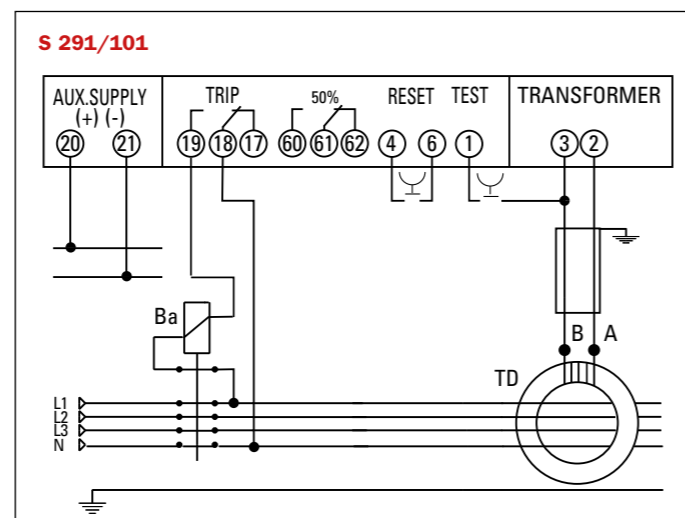 S 291/101
AUX.SUPPLY TRIP 50% RESET TEST TRANSFORMER
(+) (-)
20 21 19 18 17 60 61 62 4 6 1 3 2
Ba
B A
TD
L1
L2
L3
N